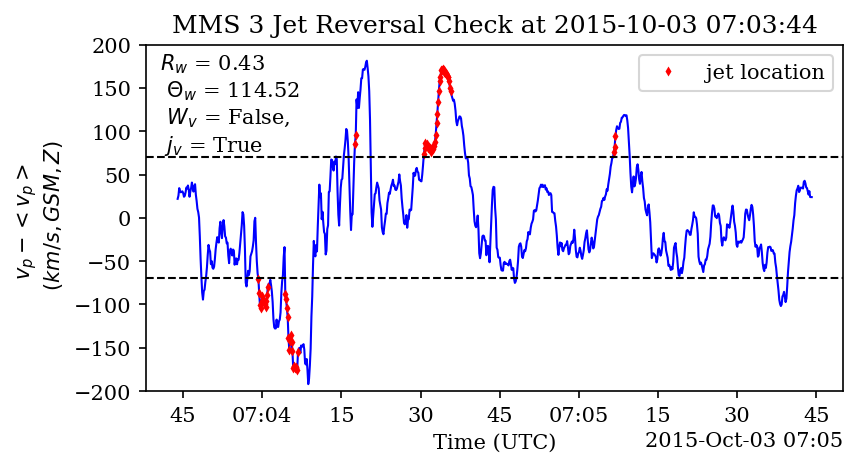 MMS 3 Jet Reversal Check at 2015-10-03 07:03:44
R_w = 0.43
Θ_w = 114.52
W_v = False,
j_v = True
jet location
v_p − < v_p >
(km/s, GSM, Z)
200
150
100
50
0
−50
−100
−150
−200
45
07:04
15
30
45
07:05
15
30
45
Time (UTC)
2015-Oct-03 07:05